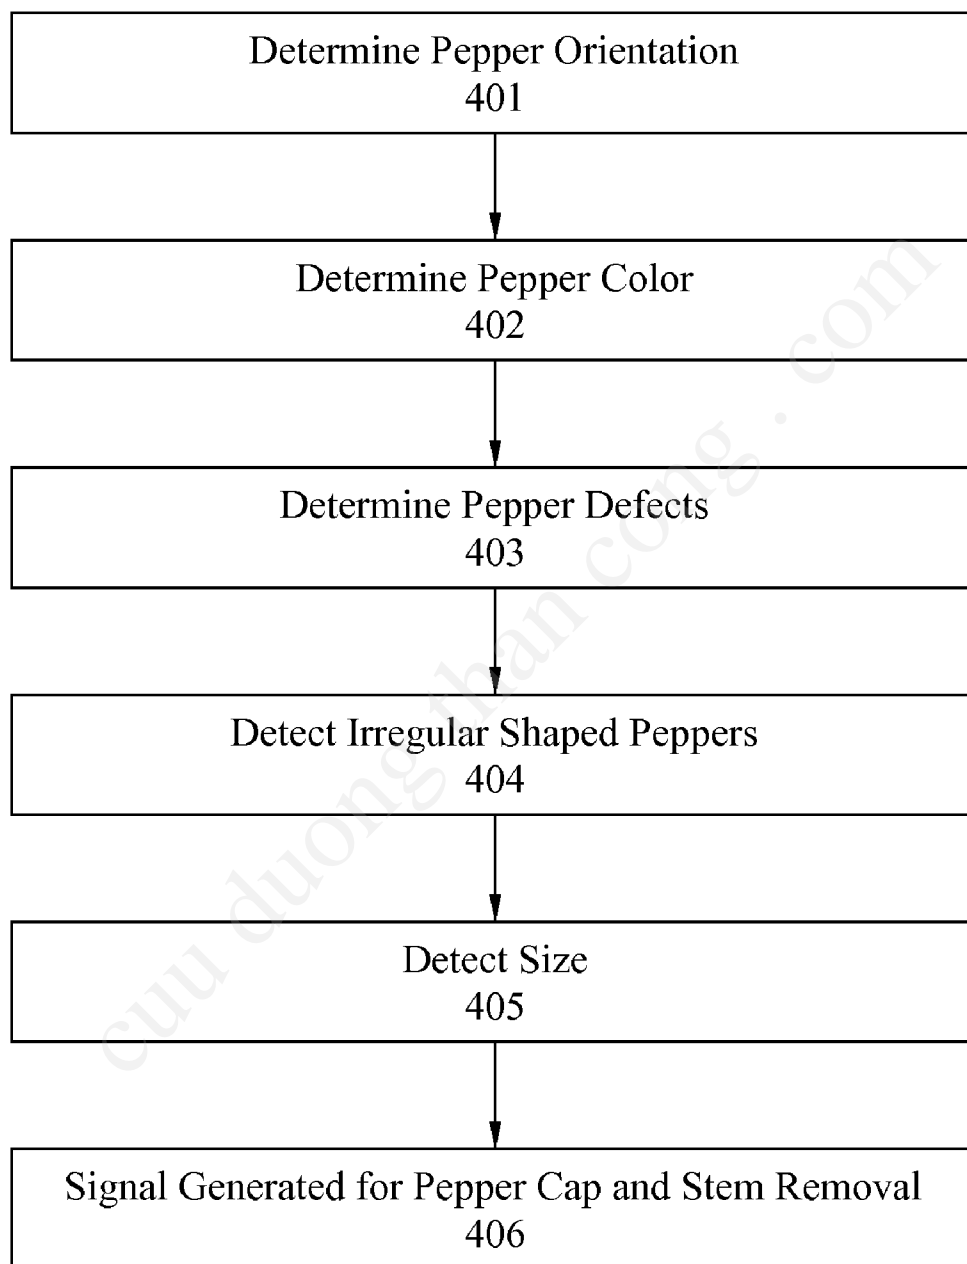 Determine Pepper Orientation
401
Determine Pepper Color
402
Determine Pepper Defects
403
Detect Irregular Shaped Peppers
404
Detect Size
405
Signal Generated for Pepper Cap and Stem Removal
406
cuu duong than cong . com